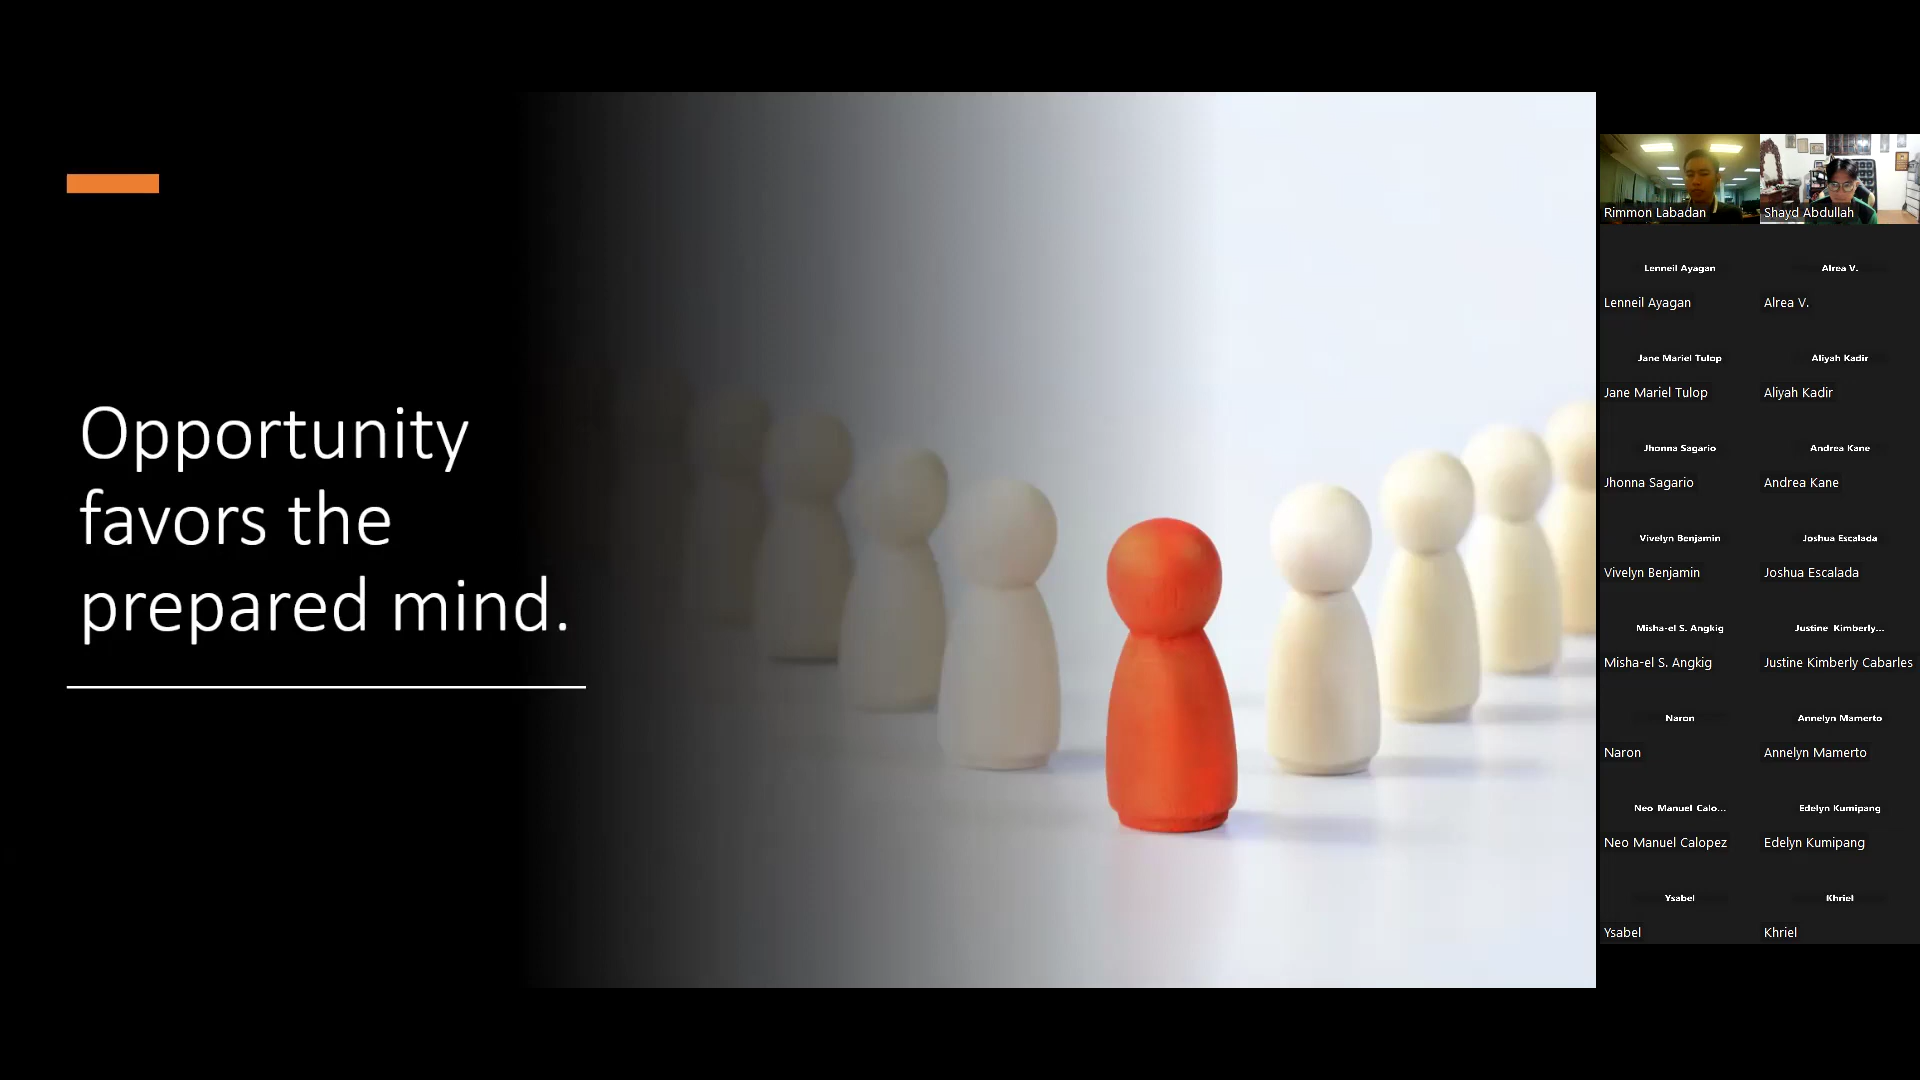 Opportunity
favors the
prepared mind.
Rimmon Labadan
Shayd Abdullah
Lenneil Ayagan
Lenneil Ayagan
Alrea V.
Alrea V.
Jane Mariel Tulop
Jane Mariel Tulop
Aliyah Kadir
Aliyah Kadir
Jhonna Sagario
Jhonna Sagario
Andrea Kane
Andrea Kane
Vivelyn Benjamin
Vivelyn Benjamin
Joshua Escalada
Joshua Escalada
Misha-el S. Angkig
Misha-el S. Angkig
Justine Kimberly...
Justine Kimberly Cabarles
Naron
Naron
Annelyn Mamerto
Annelyn Mamerto
Neo Manuel Calo...
Neo Manuel Calopez
Edelyn Kumipang
Edelyn Kumipang
Ysabel
Ysabel
Khriel
Khriel